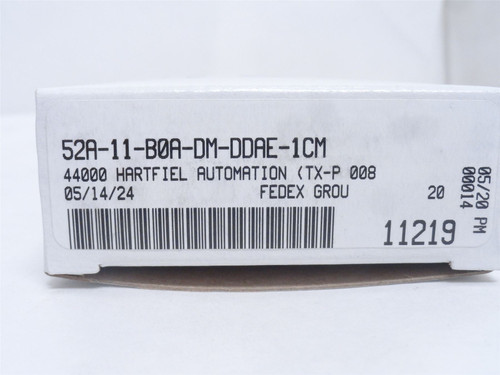 52A-11-B0A-DM-DDAE-1CM
44000 HARTFIEL AUTOMATION (TX-P 008
05/14/24 FEDEX GROU 20
11219
05/20 PM
00014